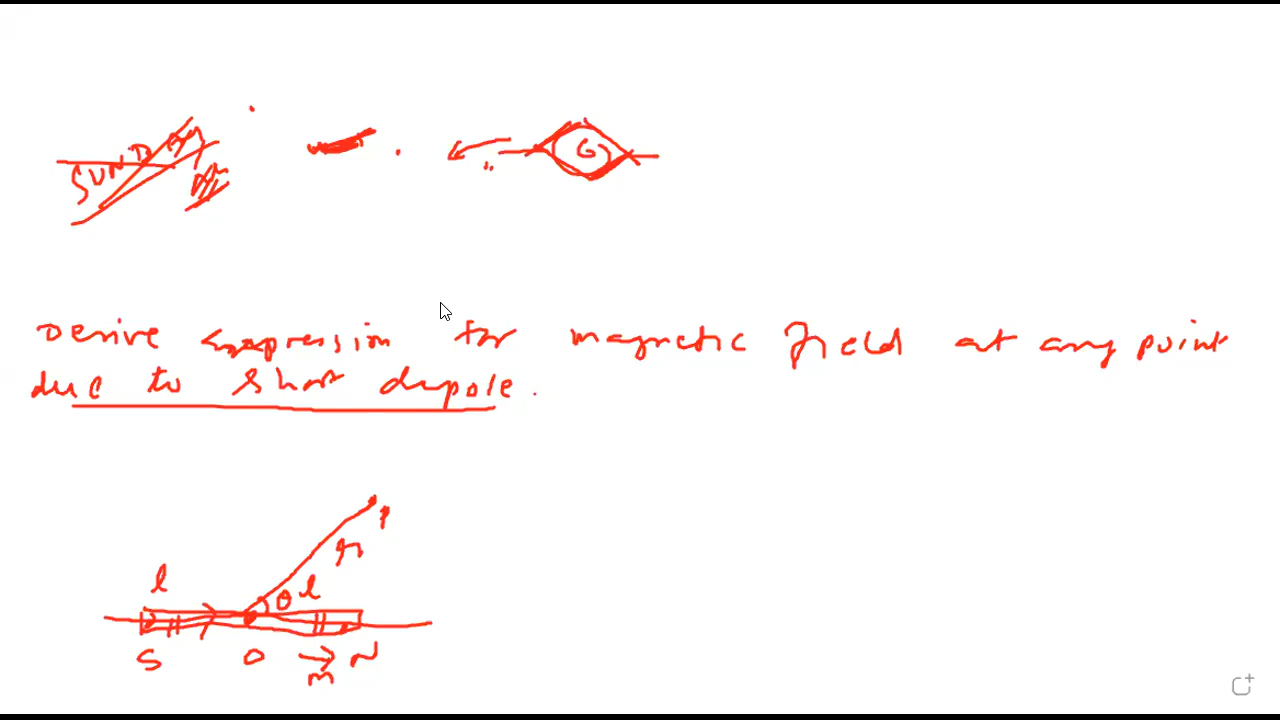 SUNDAY
G
Derive expression for magnetic field at any point
due to short dipole.
P
r
l
θ l
S O N
m